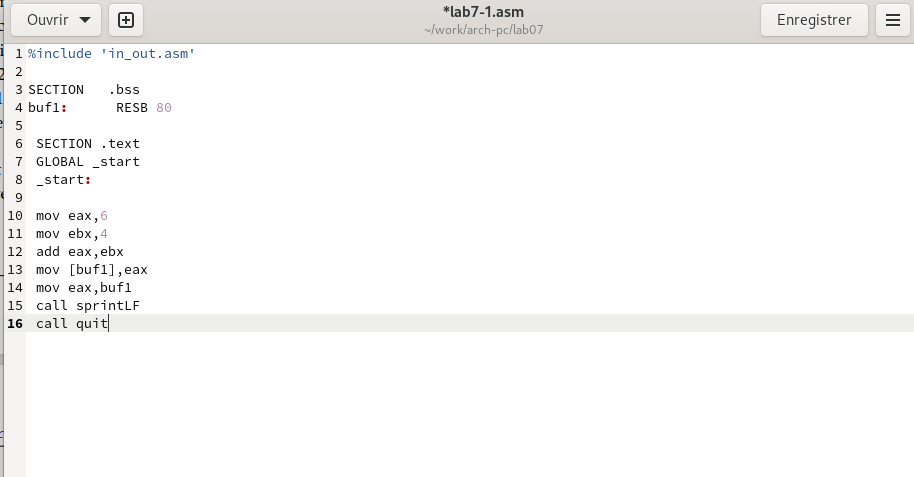 Ouvrir
*lab7-1.asm
~/work/arch-pc/lab07
Enregistrer
1 %include 'in_out.asm'
2
3 SECTION   .bss
4 buf1:      RESB 80
5
6  SECTION .text
7  GLOBAL _start
8  _start:
9
10  mov eax,6
11  mov ebx,4
12  add eax,ebx
13  mov [buf1],eax
14  mov eax,buf1
15  call sprintLF
16  call quit